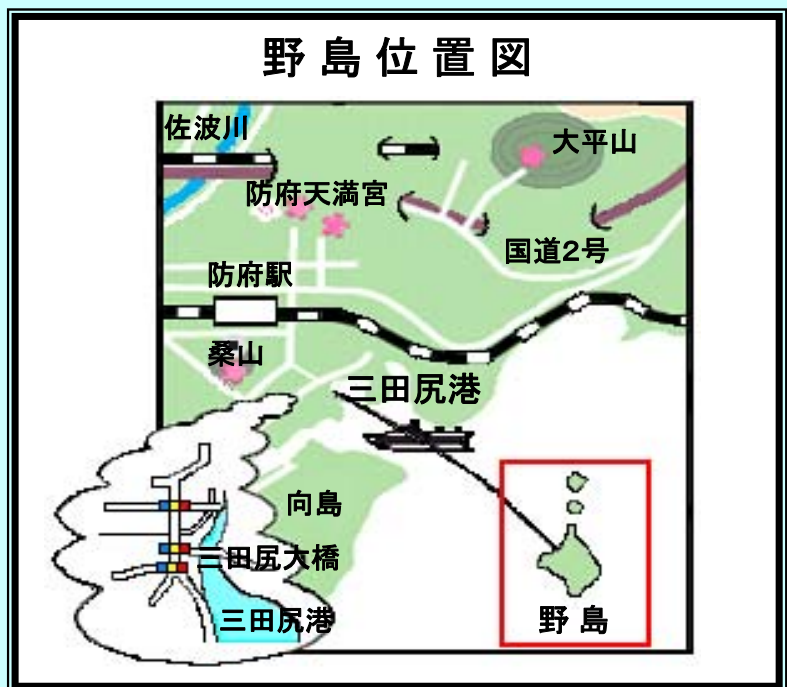 野島位置図
佐波川
大平山
防府天満宮
国道2号
防府駅
桑山
三田尻港
向島
三田尻大橋
三田尻港
野島